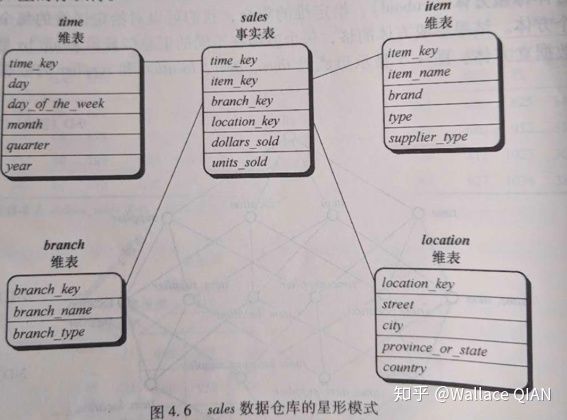 time
维表
time_key
day
day_of_the_week
month
quarter
year
sales
事实表
time_key
item_key
branch_key
location_key
dollars_sold
units_sold
item
维表
item_key
item_name
brand
type
supplier_type
branch
维表
branch_key
branch_name
branch_type
location
维表
location_key
street
city
province_or_state
country
图 4.6 sales 数据仓库的星形模式
知乎 @Wallace QIAN